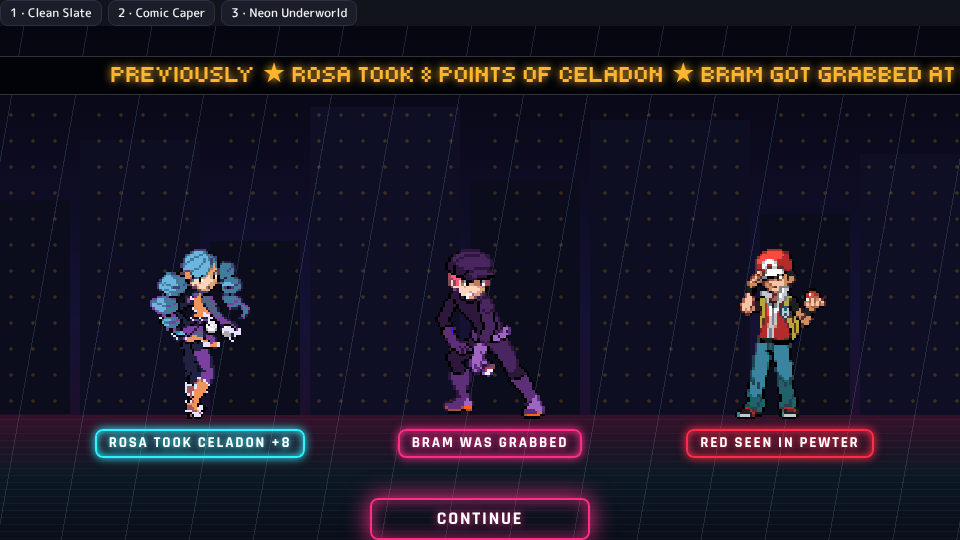 1 · Clean Slate
2 · Comic Caper
3 · Neon Underworld
PREVIOUSLY ★ ROSA TOOK 8 POINTS OF CELADON ★ BRAM GOT GRABBED AT
ROSA TOOK CELADON +8
BRAM WAS GRABBED
RED SEEN IN PEWTER
CONTINUE